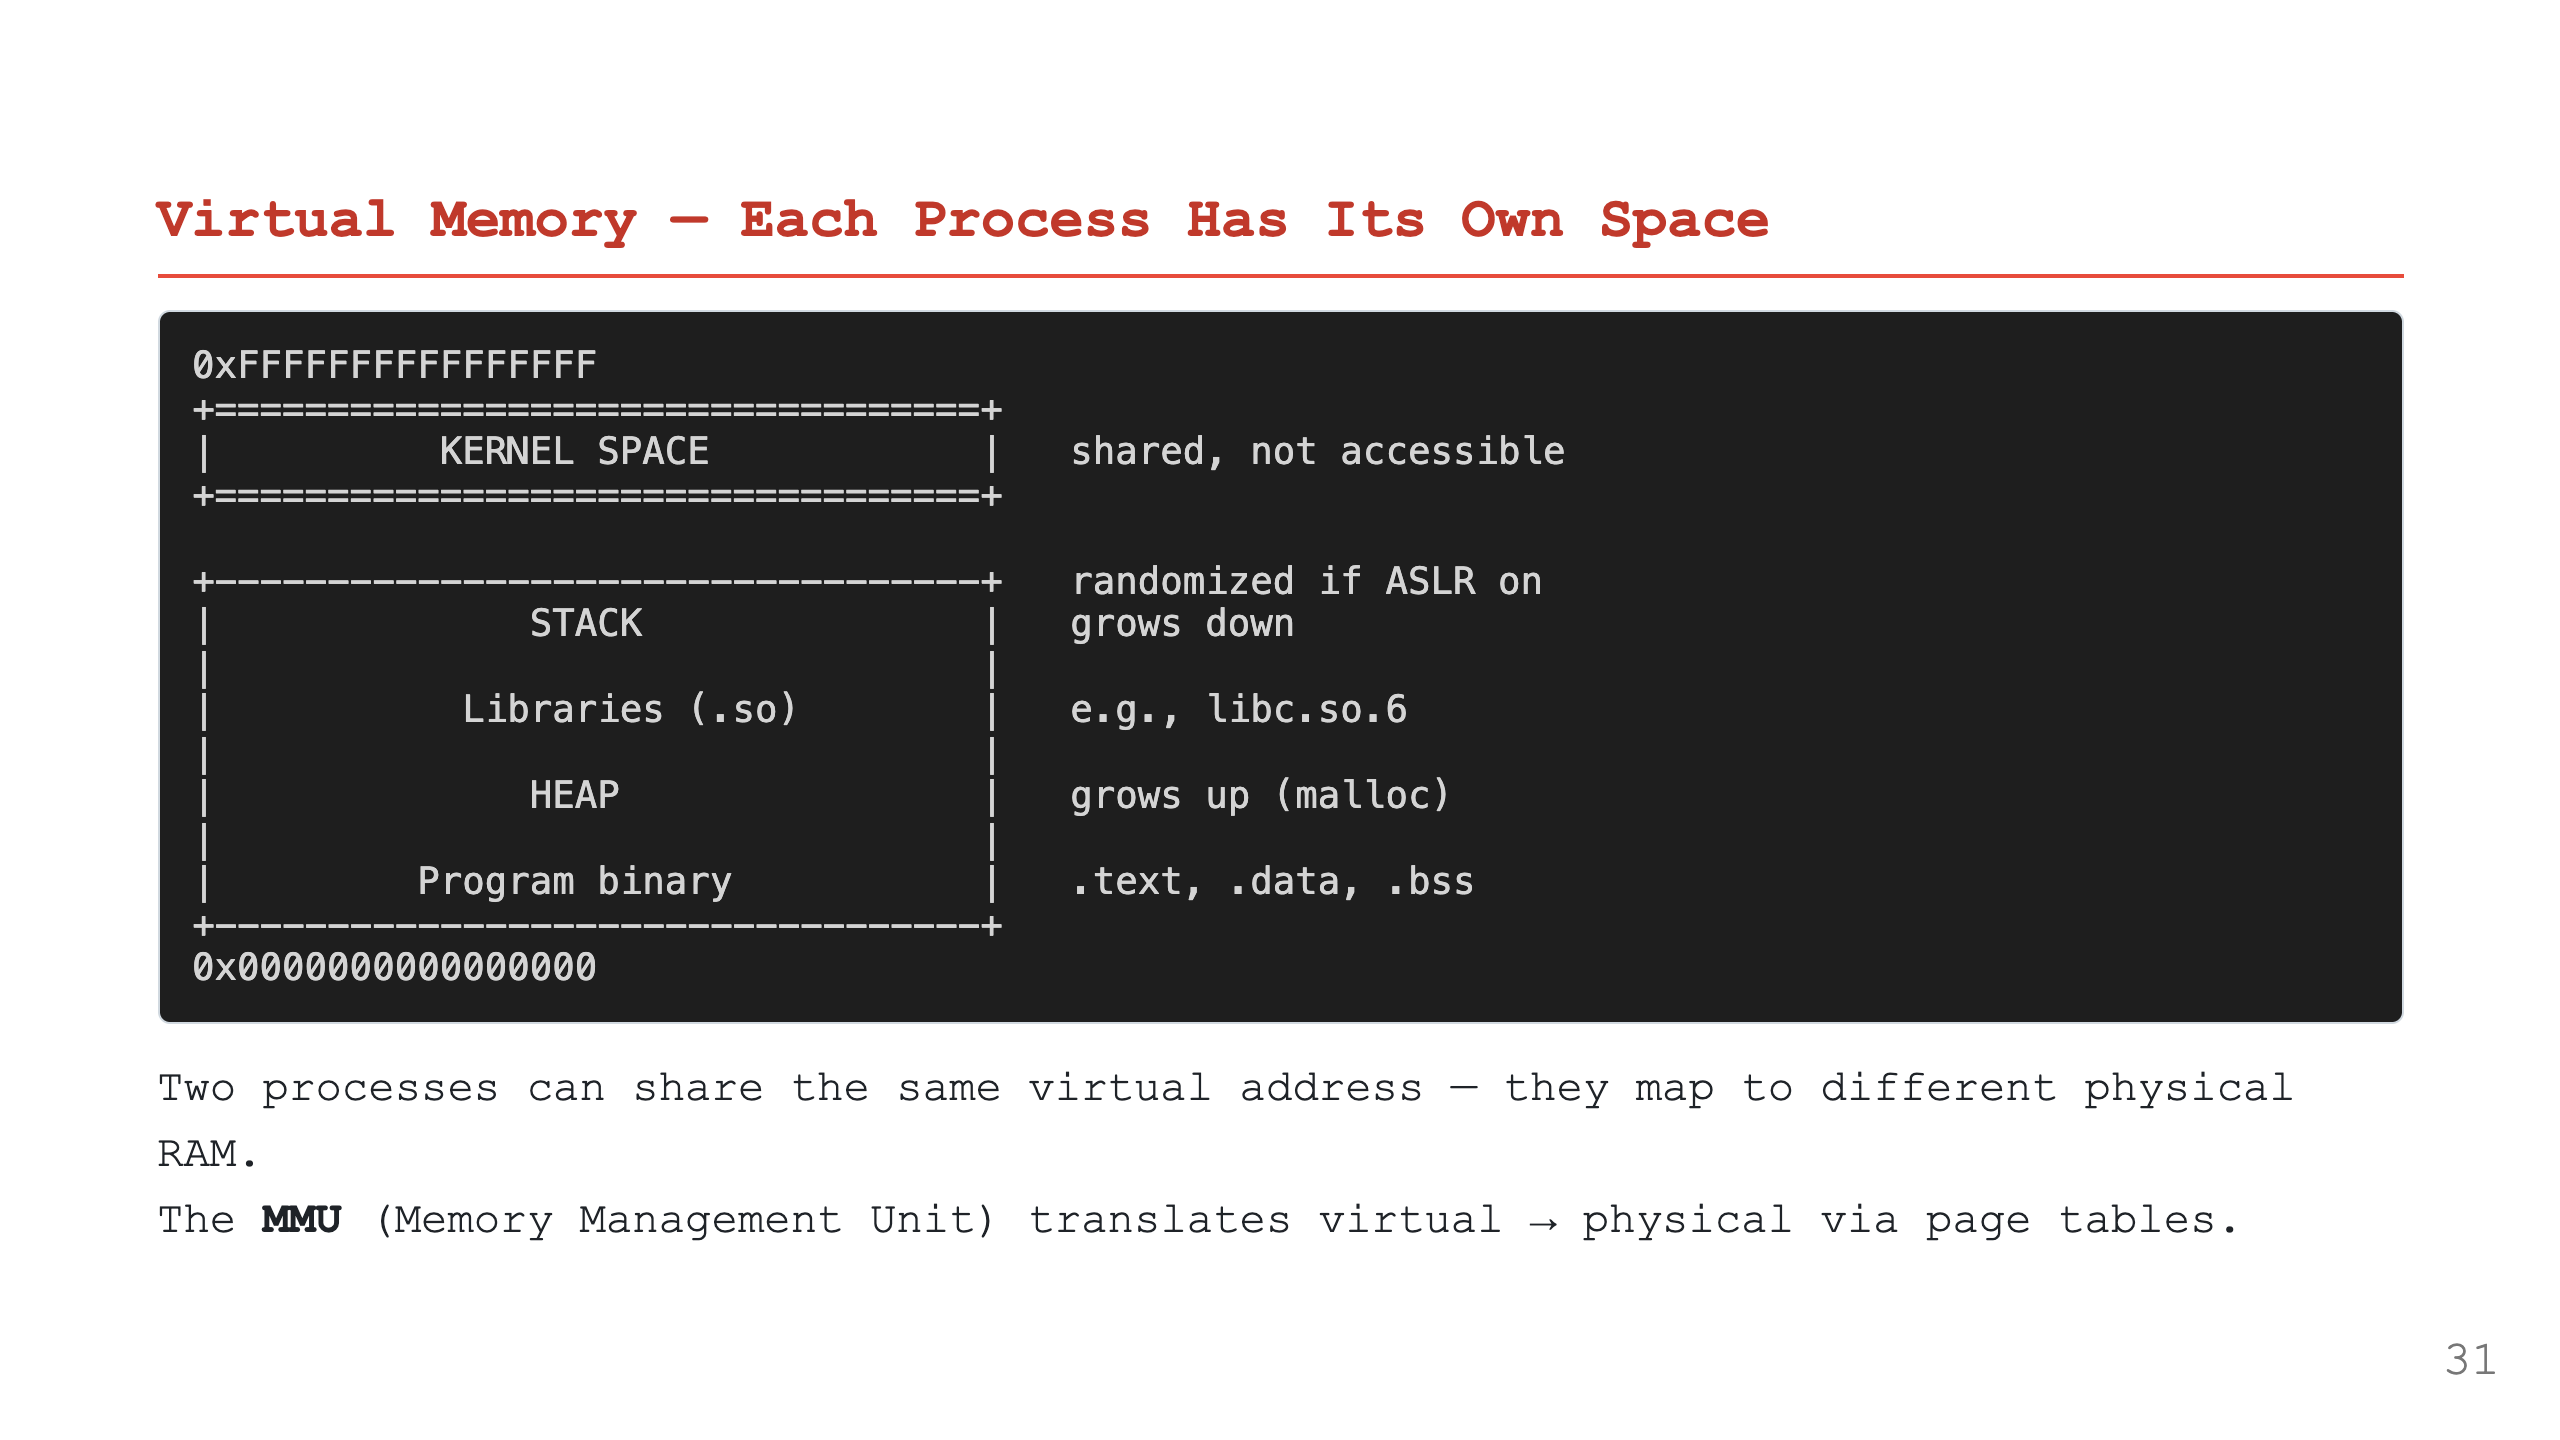 Virtual Memory — Each Process Has Its Own Space
0xFFFFFFFFFFFFFFFF
+==================================+
|          KERNEL SPACE            |   shared, not accessible
+==================================+
+----------------------------------+   randomized if ASLR on
|              STACK               |   grows down
|                                  |
|           Libraries (.so)        |   e.g., libc.so.6
|                                  |
|              HEAP                |   grows up (malloc)
|                                  |
|         Program binary           |   .text, .data, .bss
+----------------------------------+
0x0000000000000000
Two processes can share the same virtual address — they map to different physical
RAM.
The MMU (Memory Management Unit) translates virtual → physical via page tables.
31